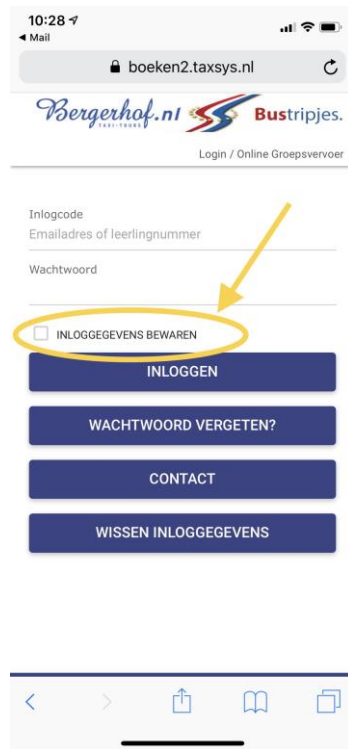 10:28
Mail
boeken2.taxsys.nl
Bergerhof.nl
TAXI-TOURS
Bustripjes.
Login / Online Groepsvervoer
Inlogcode
Emailadres of leerlingnummer
Wachtwoord
INLOGGEGEVENS BEWAREN
INLOGGEN
WACHTWOORD VERGETEN?
CONTACT
WISSEN INLOGGEGEVENS